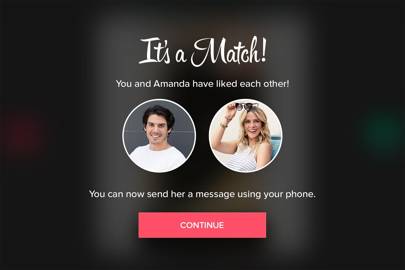 It's a Match!
You and Amanda have liked each other!
You can now send her a message using your phone.
CONTINUE